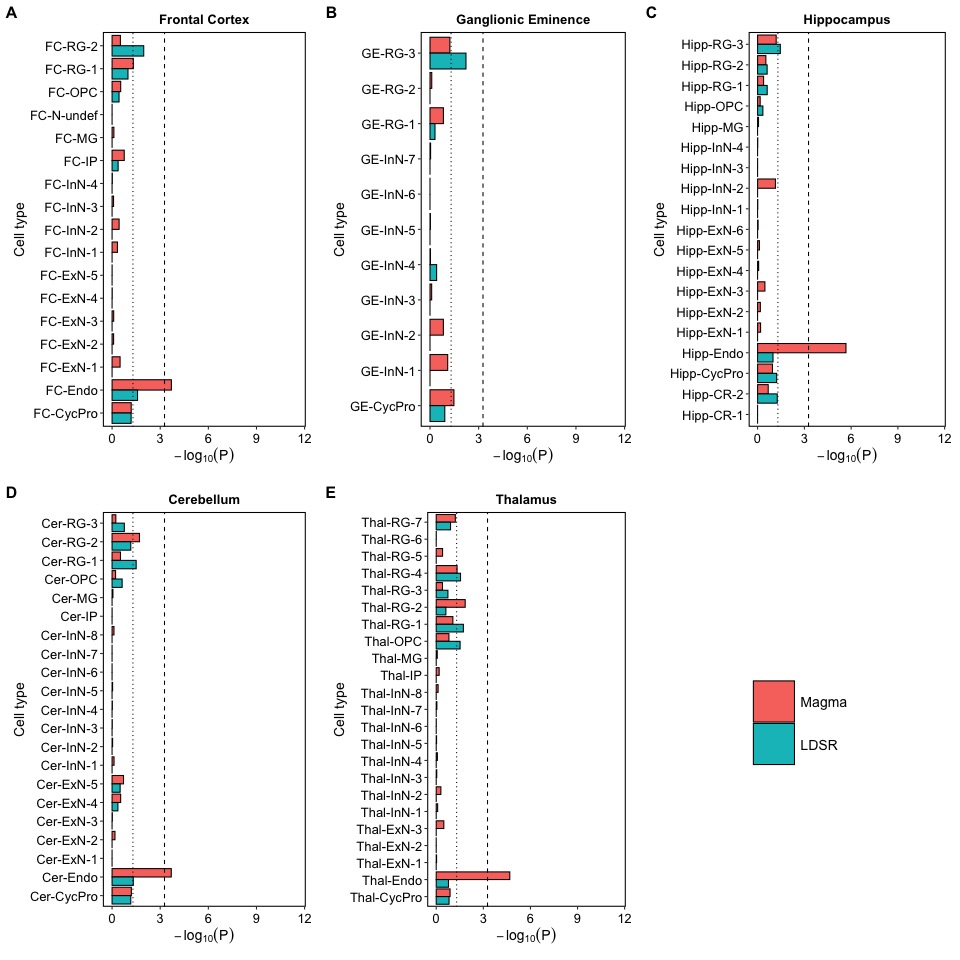 A
Frontal Cortex
Cell type
FC-RG-2
FC-RG-1
FC-OPC
FC-N-undef
FC-MG
FC-IP
FC-InN-4
FC-InN-3
FC-InN-2
FC-InN-1
FC-ExN-5
FC-ExN-4
FC-ExN-3
FC-ExN-2
FC-ExN-1
FC-Endo
FC-CycPro
0 3 6 9 12
−log10(P)
B
Ganglionic Eminence
Cell type
GE-RG-3
GE-RG-2
GE-RG-1
GE-InN-7
GE-InN-6
GE-InN-5
GE-InN-4
GE-InN-3
GE-InN-2
GE-InN-1
GE-CycPro
0 3 6 9 12
−log10(P)
C
Hippocampus
Cell type
Hipp-RG-3
Hipp-RG-2
Hipp-RG-1
Hipp-OPC
Hipp-MG
Hipp-InN-4
Hipp-InN-3
Hipp-InN-2
Hipp-InN-1
Hipp-ExN-6
Hipp-ExN-5
Hipp-ExN-4
Hipp-ExN-3
Hipp-ExN-2
Hipp-ExN-1
Hipp-Endo
Hipp-CycPro
Hipp-CR-2
Hipp-CR-1
0 3 6 9 12
−log10(P)
D
Cerebellum
Cell type
Cer-RG-3
Cer-RG-2
Cer-RG-1
Cer-OPC
Cer-MG
Cer-IP
Cer-InN-8
Cer-InN-7
Cer-InN-6
Cer-InN-5
Cer-InN-4
Cer-InN-3
Cer-InN-2
Cer-InN-1
Cer-ExN-5
Cer-ExN-4
Cer-ExN-3
Cer-ExN-2
Cer-ExN-1
Cer-Endo
Cer-CycPro
0 3 6 9 12
−log10(P)
E
Thalamus
Cell type
Thal-RG-7
Thal-RG-6
Thal-RG-5
Thal-RG-4
Thal-RG-3
Thal-RG-2
Thal-RG-1
Thal-OPC
Thal-MG
Thal-IP
Thal-InN-8
Thal-InN-7
Thal-InN-6
Thal-InN-5
Thal-InN-4
Thal-InN-3
Thal-InN-2
Thal-InN-1
Thal-ExN-3
Thal-ExN-2
Thal-ExN-1
Thal-Endo
Thal-CycPro
0 3 6 9 12
−log10(P)
Magma
LDSR